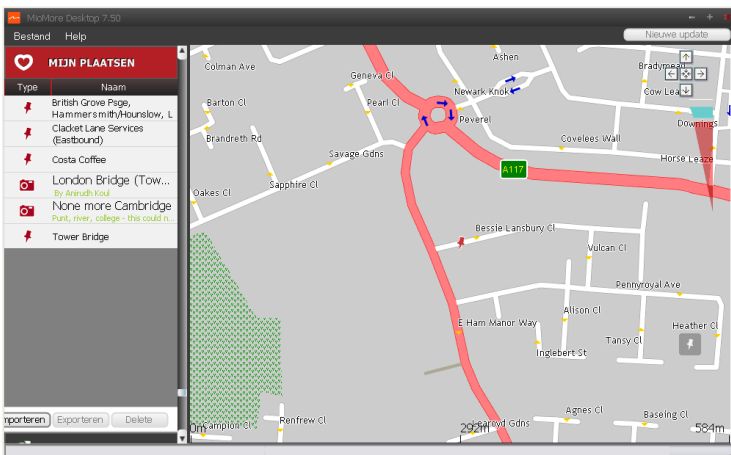 MioMore Desktop 7.50
Bestand Help
Nieuwe update
MIJN PLAATSEN
Type Naam
British Grove Psge,
Hammersmith/Hounslow, L
Clacket Lane Services
(Eastbound)
Costa Coffee
London Bridge (Tow...
By Anirudh Koul
None more Cambridge
Punt, river, college - this could n...
Tower Bridge
mporteren Exporteren Delete
Colman Ave
Geneva Cl
Ashen
Bradymead
Newark Knok
Cow Lea
Barton Cl
Pearl Cl
Peverel
Downings
Brandreth Rd
Covelees Wall
Savage Gdns
Horse Leaze
A117
Oakes Cl
Sapphire Cl
Bessie Lansbury Cl
Vulcan Cl
Pennyroyal Ave
Alison Cl
E Ham Manor Way
Heather Cl
Tansy Cl
Inglebert St
Agnes Cl
Baseing Cl
Campion Cl
Renfrew Cl
Gdns
0m
292m
584m